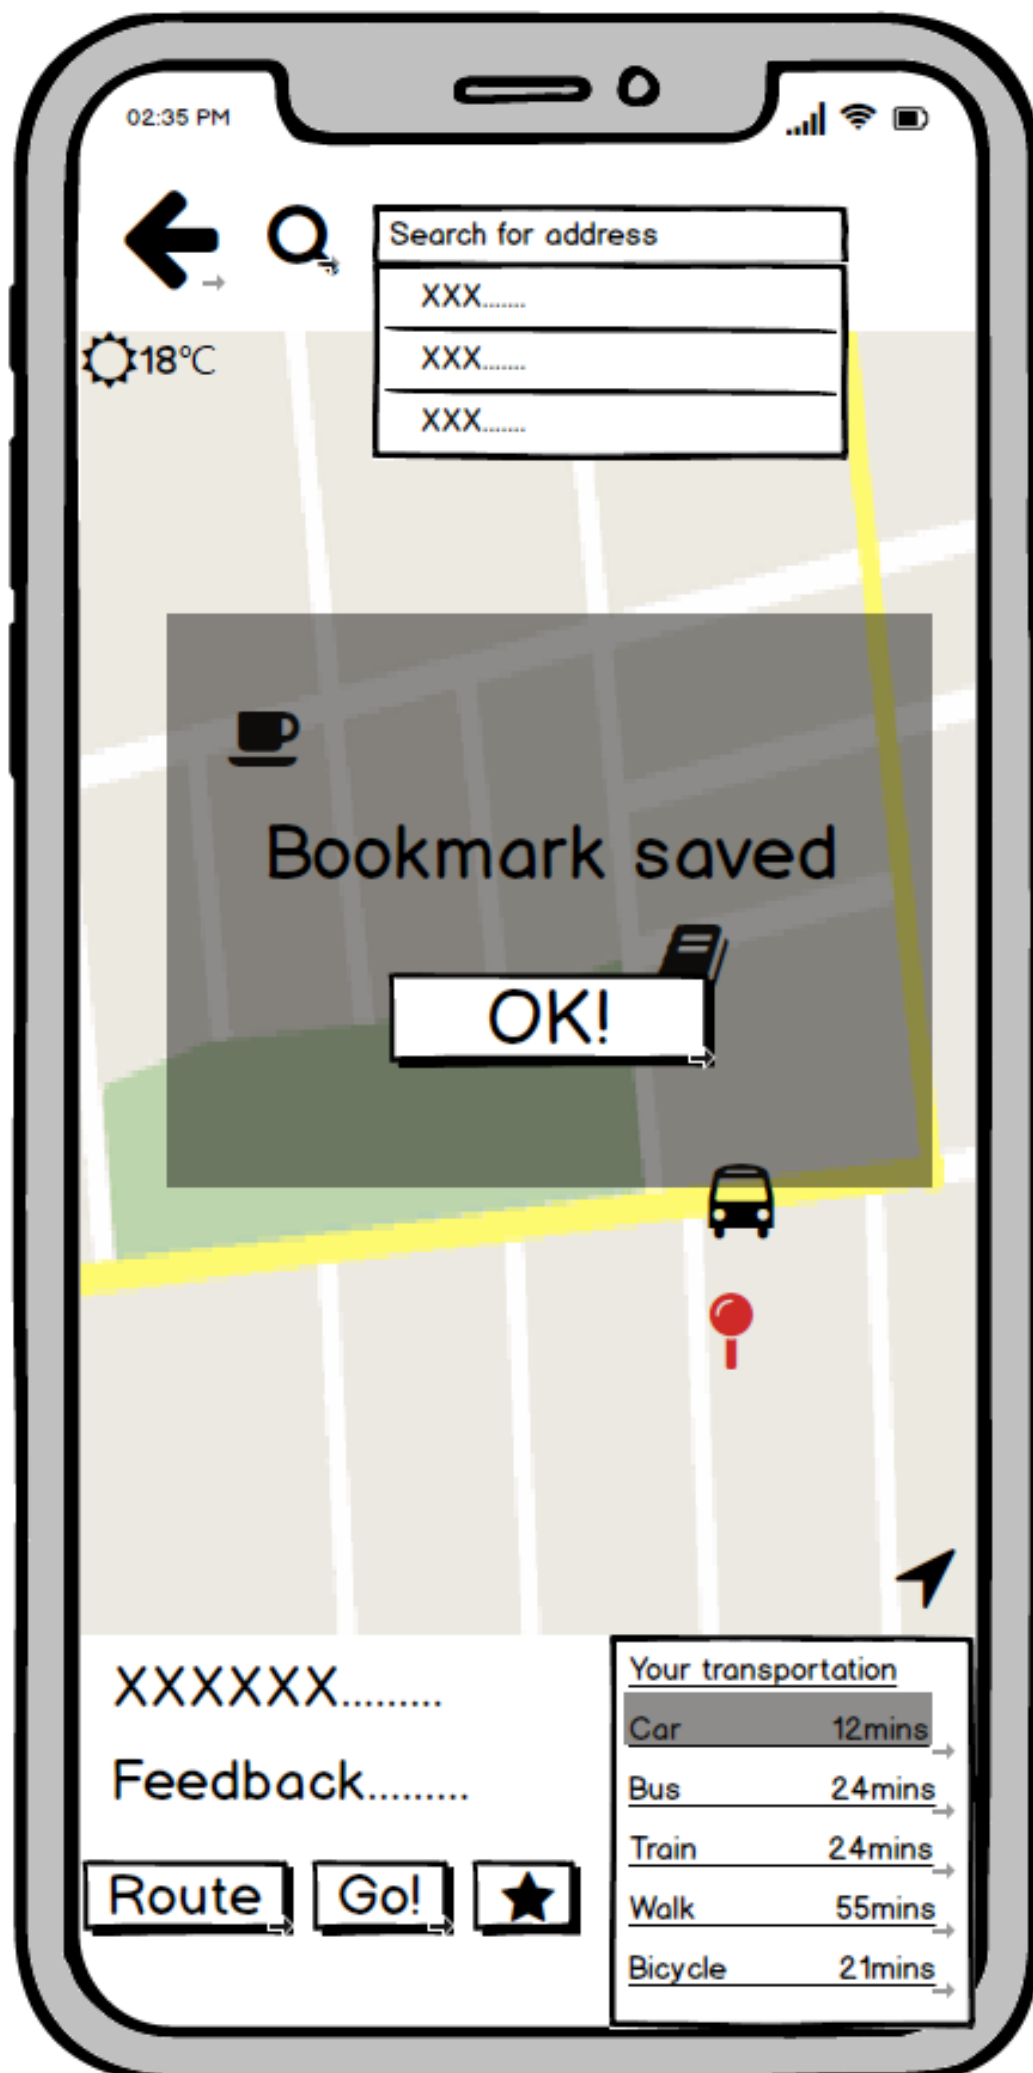 02:35 PM
Search for address
XXX.......
XXX.......
XXX.......
18°C
Bookmark saved
OK!
XXXXXX.........
Feedback.........
Route
Go!
Your transportation
Car 12mins
Bus 24mins
Train 24mins
Walk 55mins
Bicycle 21mins